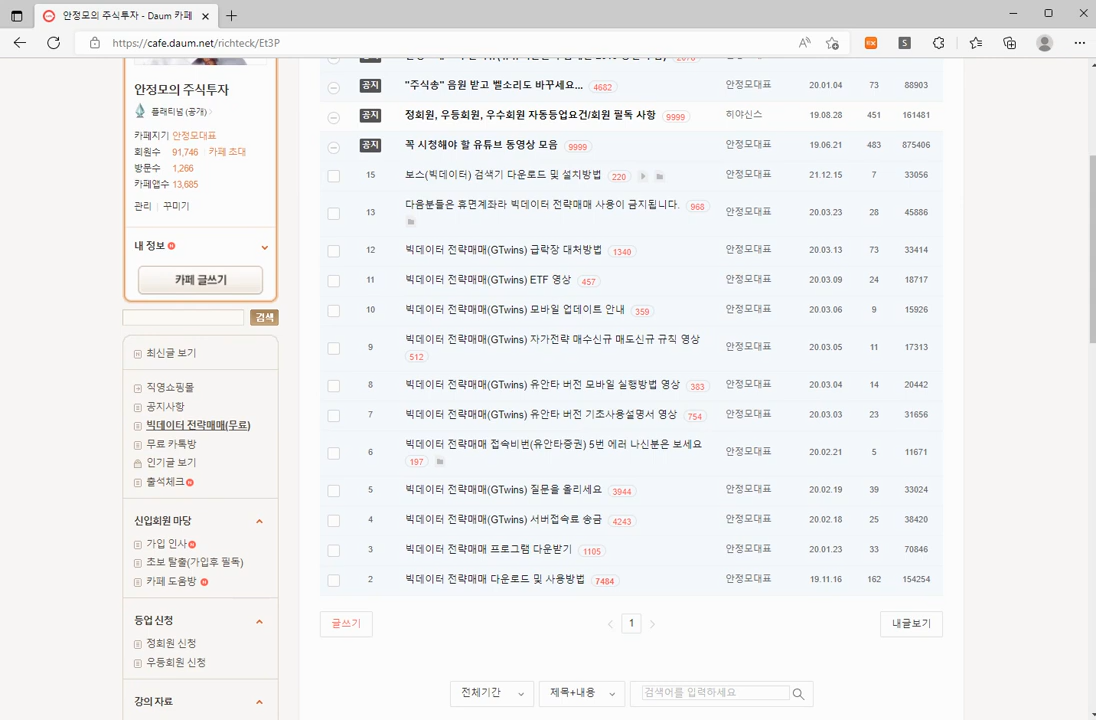 안정모의 주식투자 - Daum 카페
https://cafe.daum.net/richteck/Et3P
안정모의 주식투자
플래티넘 (공개)
카페지기 안정모대표
회원수 91,746 카페 초대
방문수 1,266
카페앱수 13,685
관리 꾸미기
내 정보
카페 글쓰기
검색
최신글 보기
직영쇼핑몰
공지사항
빅데이터 전략매매(무료)
무료 카톡방
인기글 보기
출석체크
신입회원 마당
가입 인사
초보 탈출(가입후 필독)
카페 도움방
등업 신청
정회원 신청
우등회원 신청
강의 자료
공지 "주식송" 음원 받고 벨소리도 바꾸세요... 4682 안정모대표 20.01.04 73 88903
공지 정회원, 우등회원, 우수회원 자동등업요건/회원 필독 사항 9999 히야신스 19.08.28 451 161481
공지 꼭 시청해야 할 유튜브 동영상 모음 9999 안정모대표 19.06.21 483 875406
15 보스(빅데이터) 검색기 다운로드 및 설치방법 220 안정모대표 21.12.15 7 33056
13 다음분들은 휴면계좌라 빅데이터 전략매매 사용이 금지됩니다. 968 안정모대표 20.03.23 28 45886
12 빅데이터 전략매매(GTwins) 급락장 대처방법 1340 안정모대표 20.03.13 73 33414
11 빅데이터 전략매매(GTwins) ETF 영상 457 안정모대표 20.03.09 24 18717
10 빅데이터 전략매매(GTwins) 모바일 업데이트 안내 359 안정모대표 20.03.06 9 15926
9 빅데이터 전략매매(GTwins) 자가전략 매수신규 매도신규 규칙 영상 512 안정모대표 20.03.05 11 17313
8 빅데이터 전략매매(GTwins) 유안타 버전 모바일 실행방법 영상 383 안정모대표 20.03.04 14 20442
7 빅데이터 전략매매(GTwins) 유안타 버전 기초사용설명서 영상 754 안정모대표 20.03.03 23 31656
6 빅데이터 전략매매 접속비번(유안타증권) 5번 에러 나신분은 보세요 197 안정모대표 20.02.21 5 11671
5 빅데이터 전략매매(GTwins) 질문을 올리세요 3944 안정모대표 20.02.19 39 33024
4 빅데이터 전략매매(GTwins) 서버접속료 송금 4243 안정모대표 20.02.18 25 38420
3 빅데이터 전략매매 프로그램 다운받기 1105 안정모대표 20.01.23 33 70846
2 빅데이터 전략매매 다운로드 및 사용방법 7484 안정모대표 19.11.16 162 154254
글쓰기 1 내글보기
전체기간 제목+내용 검색어를 입력하세요